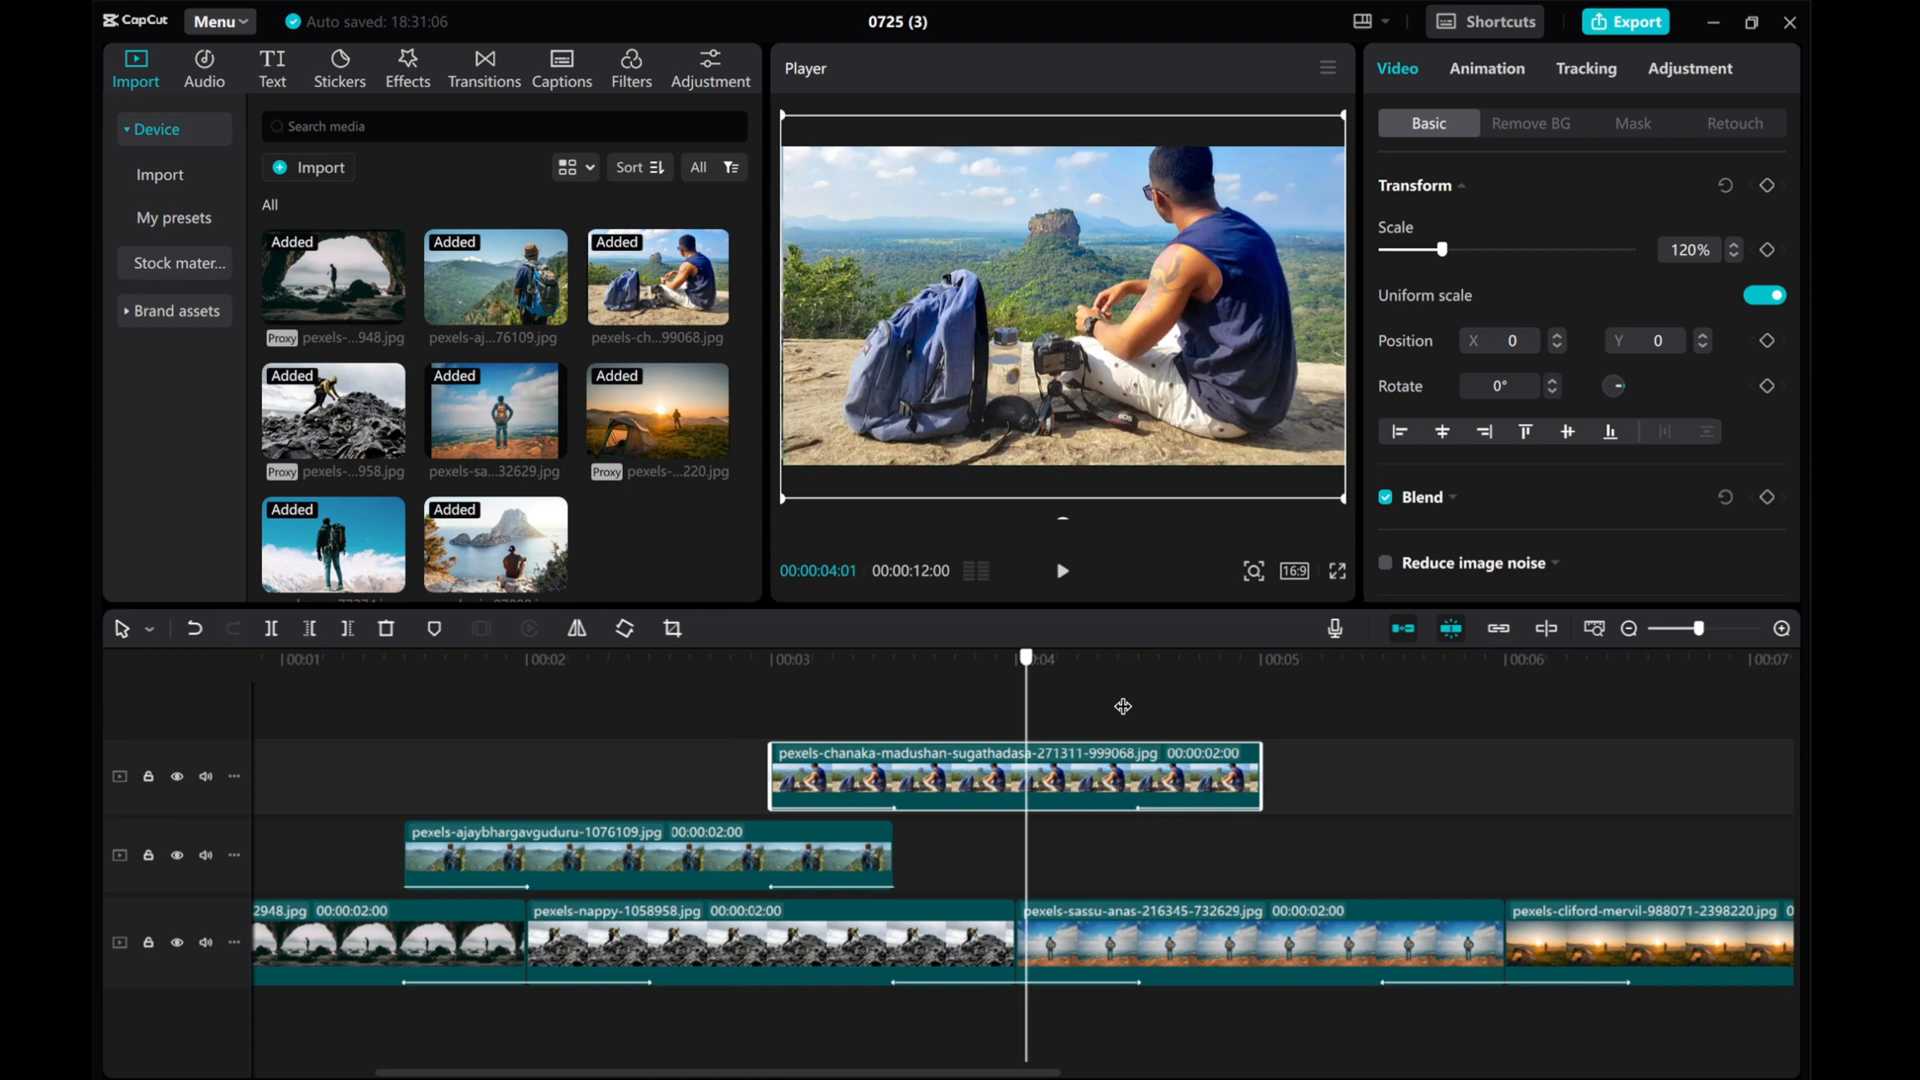 CapCut
Menu
Auto saved: 18:31:06
0725 (3)
Shortcuts
Export
Import
Audio
TI
Text
Stickers
Effects
Transitions
Captions
Filters
Adjustment
Device
Import
My presets
Stock mater...
Brand assets
Search media
Import
Sort
All
All
Added
Added
Added
Proxy pexels-...948.jpg
pexels-aj...76109.jpg
pexels-ch...99068.jpg
Added
Added
Added
Proxy pexels-...958.jpg
pexels-sa...32629.jpg
Proxy pexels-...220.jpg
Added
Added
Player
00:00:04:01
00:00:12:00
16:9
Video
Animation
Tracking
Adjustment
Basic
Remove BG
Mask
Retouch
Transform
Scale
120%
Uniform scale
Position X 0 Y 0
Rotate 0°
Blend
Reduce image noise
00:01
00:02
00:03
0:04
00:05
00:06
00:07
pexels-chanaka-madushan-sugathadasa-271311-999068.jpg 00:00:02:00
pexels-ajaybhargavguduru-1076109.jpg 00:00:02:00
2948.jpg 00:00:02:00
pexels-nappy-1058958.jpg 00:00:02:00
pexels-sassu-anas-216345-732629.jpg 00:00:02:00
pexels-cliford-mervil-988071-2398220.jpg 0